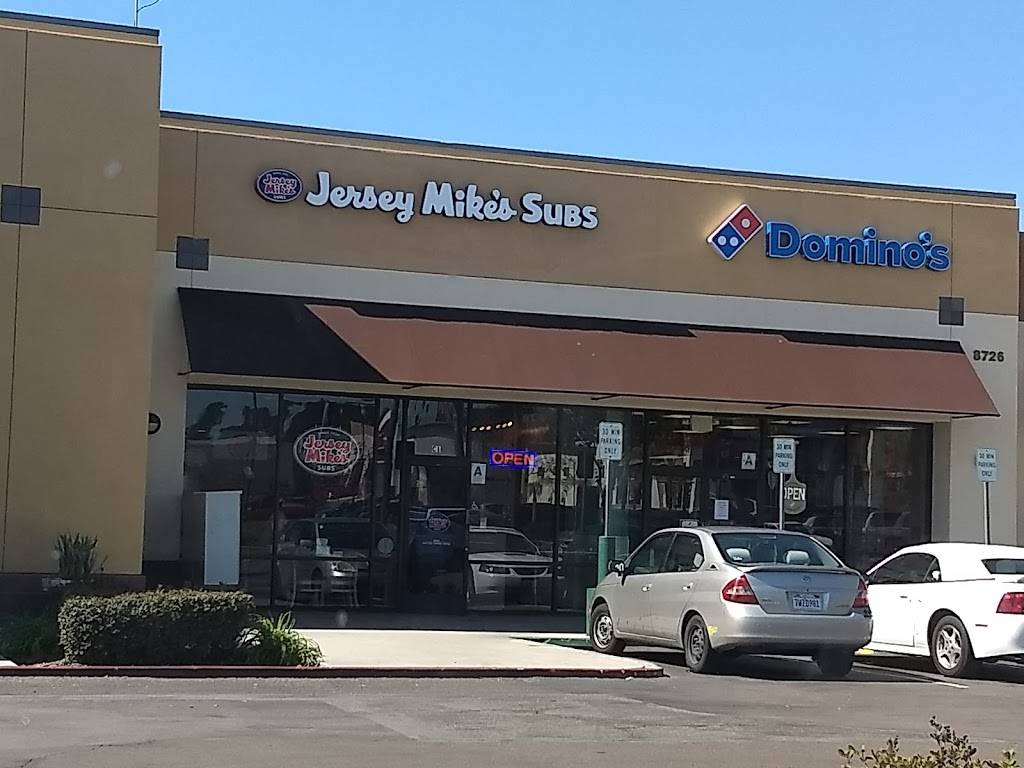 Jersey Mike's SUBS
Jersey Mike's Subs
Domino's
8726
Jersey Mike's
SUBS
OPEN
A
30 MIN
PARKING
ONLY
A
30 MIN
PARKING
ONLY
OPEN
30 MIN
PARKING
ONLY